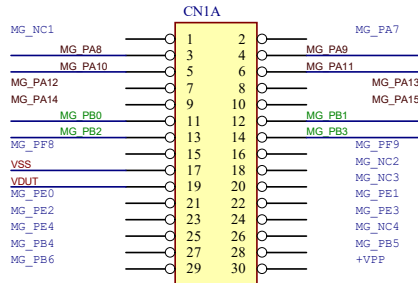 CN1A
MG_NC1 1 2 MG_PA7
MG_PA8 3 4 MG_PA9
MG_PA10 5 6 MG_PA11
MG_PA12 7 8 MG_PA13
MG_PA14 9 10 MG_PA15
MG_PB0 11 12 MG_PB1
MG_PB2 13 14 MG_PB3
MG_PF8 15 16 MG_PF9
VSS 17 18 MG_NC2
VDUT 19 20 MG_NC3
MG_PE0 21 22 MG_PE1
MG_PE2 23 24 MG_PE3
MG_PE4 25 26 MG_NC4
MG_PB4 27 28 MG_PB5
MG_PB6 29 30 +VPP